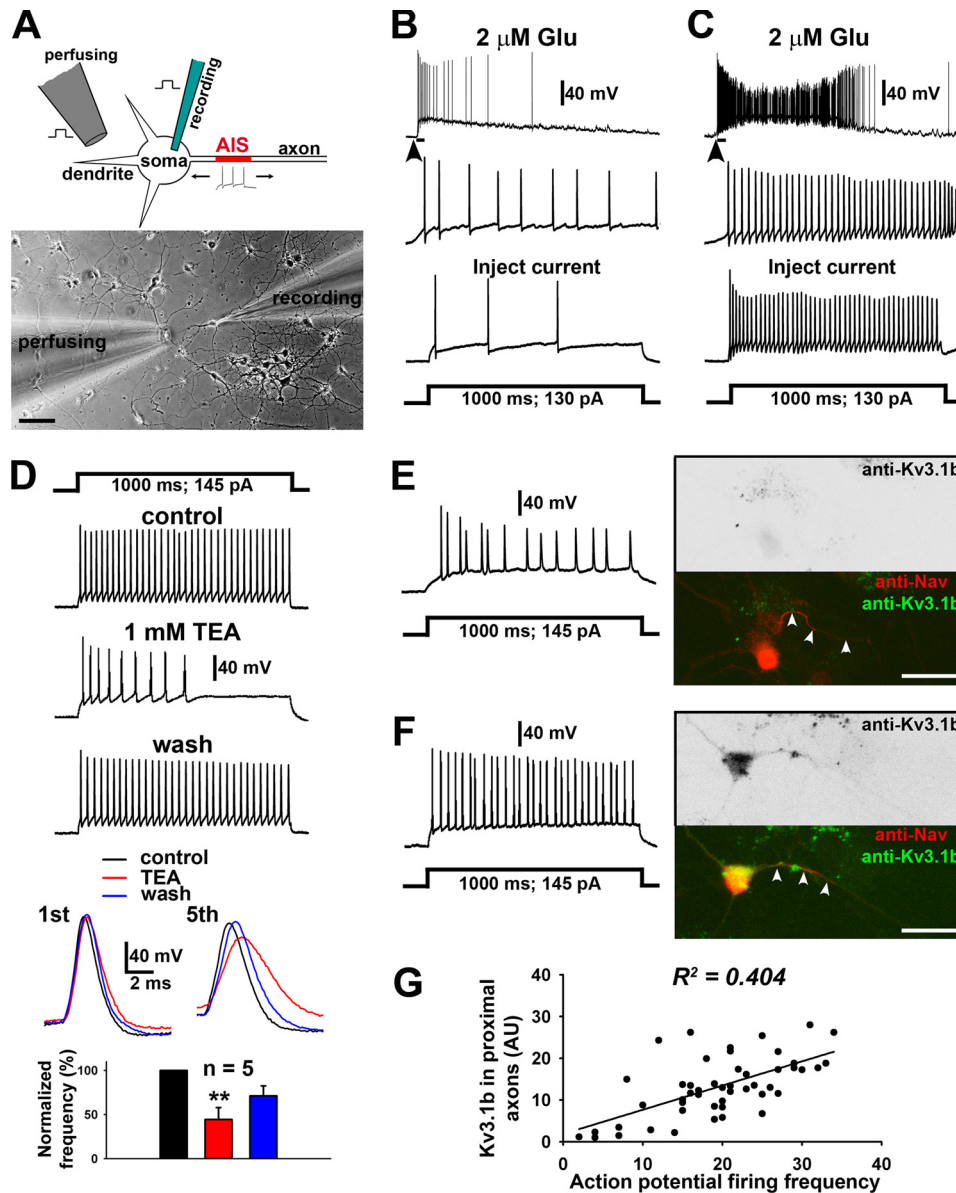 A
perfusing
recording
AIS
axon
soma
dendrite
recording
perfusing
B
2 μM Glu
40 mV
Inject current
1000 ms; 130 pA
C
2 μM Glu
40 mV
Inject current
1000 ms; 130 pA
D
1000 ms; 145 pA
control
1 mM TEA
40 mV
wash
control
TEA
wash
1st
5th
40 mV
2 ms
n = 5
**
Normalized
frequency (%)
100
50
0
E
40 mV
1000 ms; 145 pA
anti-Kv3.1b
anti-Nav
anti-Kv3.1b
F
40 mV
1000 ms; 145 pA
anti-Kv3.1b
anti-Nav
anti-Kv3.1b
G
R² = 0.404
Kv3.1b in proximal
axons (AU)
40
30
20
10
0
0 10 20 30 40
Action potential firing frequency